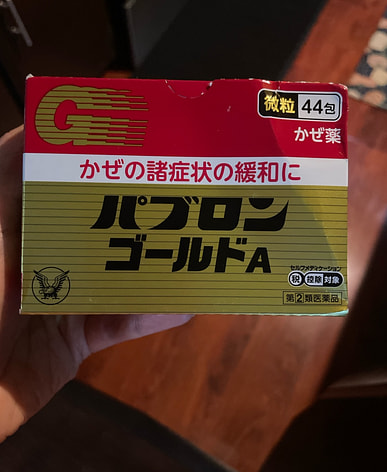 G
微粒 44包
かぜ薬
かぜの諸症状の緩和に
パブロン
ゴールドA
セルフメディケーション
税 控除 対象
指②類医薬品